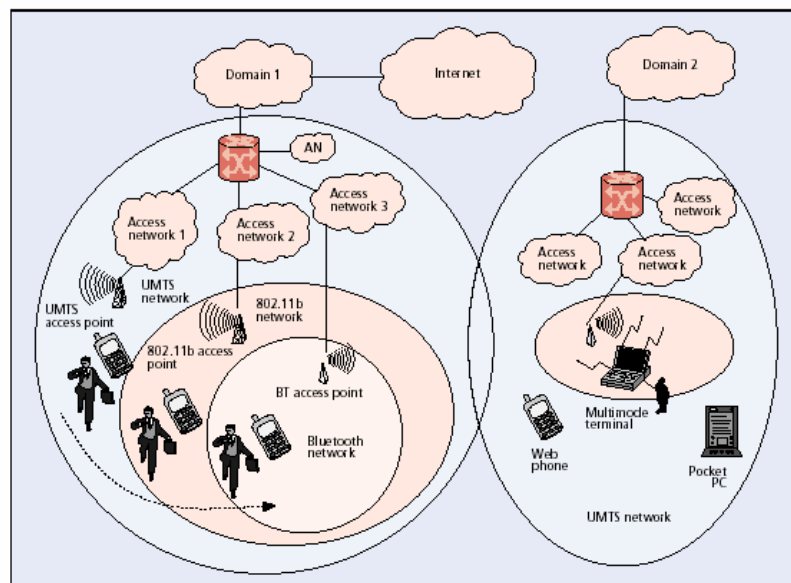 Domain 1
Internet
Domain 2
AN
Access
network 1
Access
network 2
Access
network 3
Access
network
Access
network
Access
network
UMTS
access point
UMTS
network
802.11b
network
802.11b access
point
BT access point
Bluetooth
network
Multimode
terminal
Web
phone
Pocket
PC
UMTS network